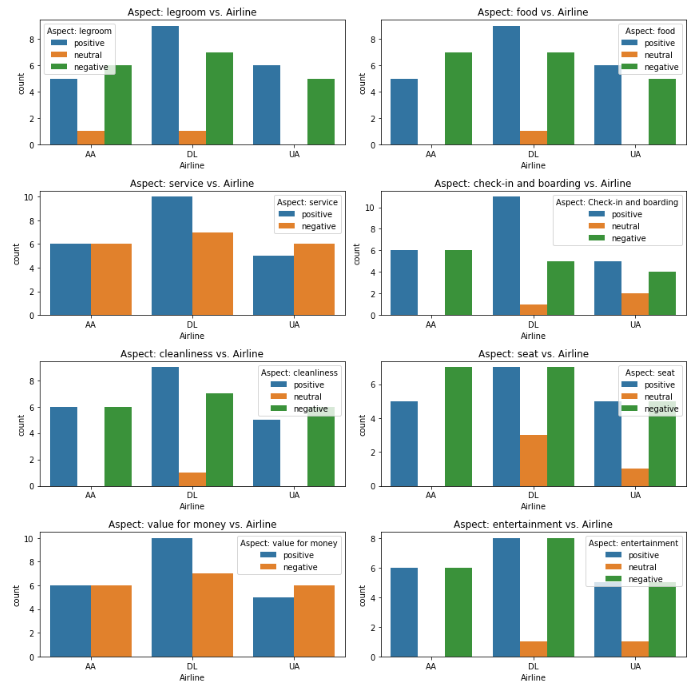 Aspect: legroom vs. Airline
Aspect: legroom
positive
neutral
negative
count
8
6
4
2
0
AA
DL
UA
Airline
Aspect: food vs. Airline
Aspect: food
positive
neutral
negative
count
8
6
4
2
0
AA
DL
UA
Airline
Aspect: service vs. Airline
Aspect: service
positive
negative
count
10
8
6
4
2
0
AA
DL
UA
Airline
Aspect: check-in and boarding vs. Airline
Aspect: Check-in and boarding
positive
neutral
negative
count
10
8
6
4
2
0
AA
DL
UA
Airline
Aspect: cleanliness vs. Airline
Aspect: cleanliness
positive
neutral
negative
count
8
6
4
2
0
AA
DL
UA
Airline
Aspect: seat vs. Airline
Aspect: seat
positive
neutral
negative
count
6
4
2
0
AA
DL
UA
Airline
Aspect: value for money vs. Airline
Aspect: value for money
positive
negative
count
10
8
6
4
2
0
AA
DL
UA
Airline
Aspect: entertainment vs. Airline
Aspect: entertainment
positive
neutral
negative
count
8
6
4
2
0
AA
DL
UA
Airline